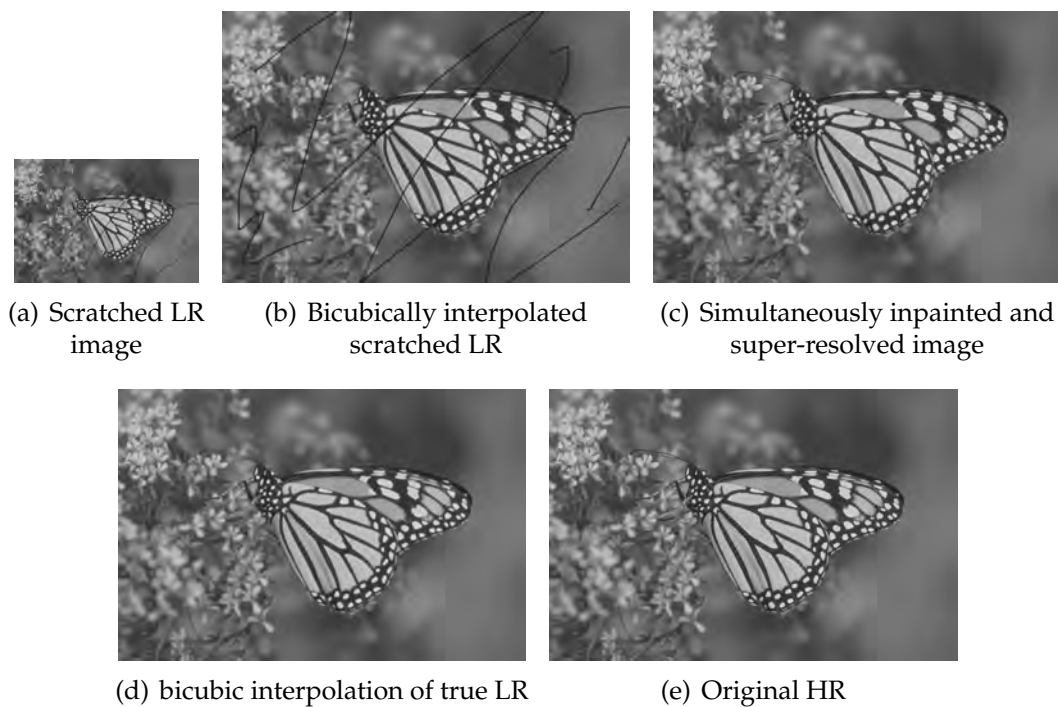 (a) Scratched LR
image
(b) Bicubically interpolated
scratched LR
(c) Simultaneously inpainted and
super-resolved image
(d) bicubic interpolation of true LR
(e) Original HR